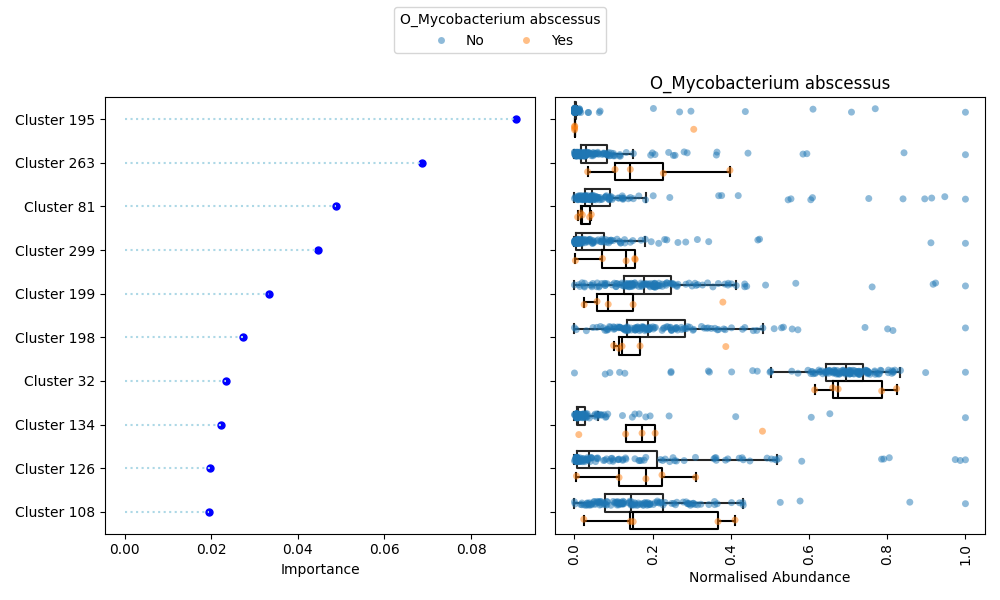 O_Mycobacterium abscessus
No Yes
O_Mycobacterium abscessus
Cluster 195
Cluster 263
Cluster 81
Cluster 299
Cluster 199
Cluster 198
Cluster 32
Cluster 134
Cluster 126
Cluster 108
0.00 0.02 0.04 0.06 0.08
Importance
0.0 0.2 0.4 0.6 0.8 1.0
Normalised Abundance